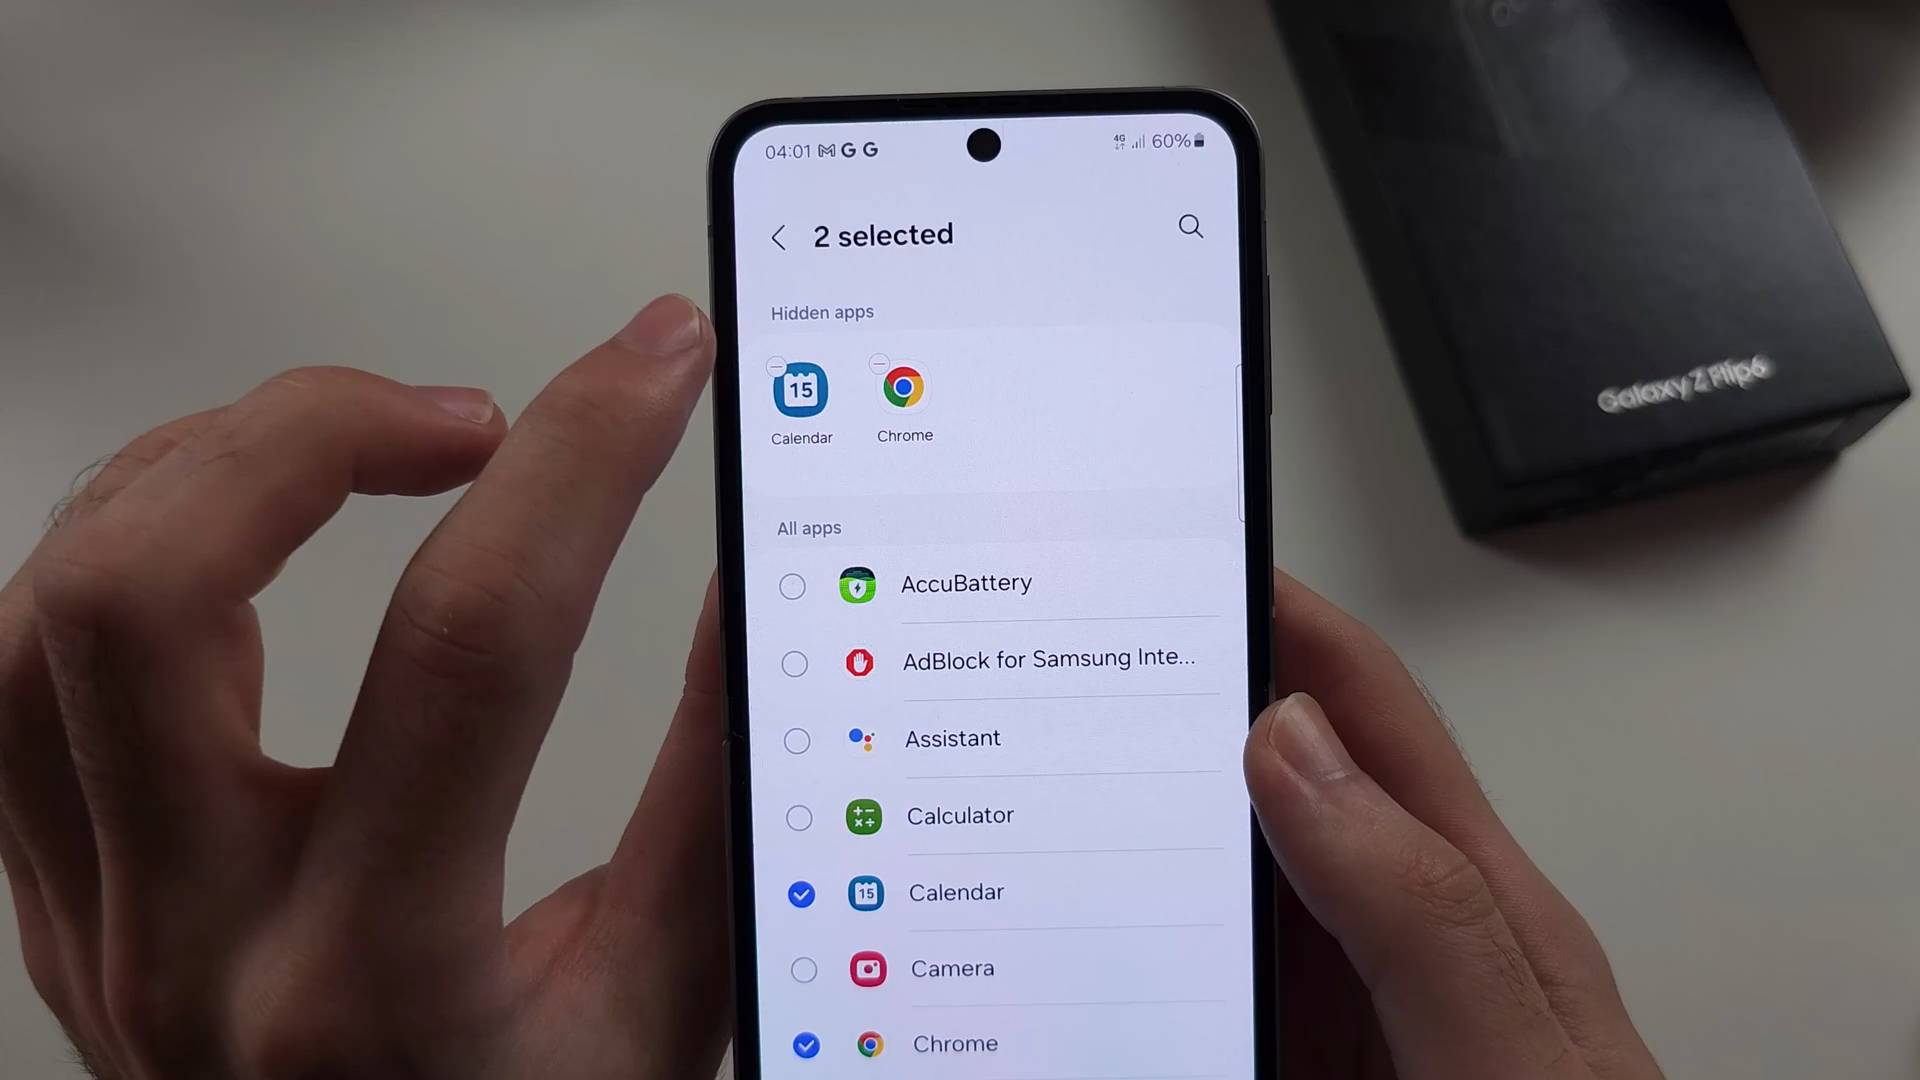 04:01 M G G 4G 60%
2 selected
Hidden apps
15
Calendar Chrome
All apps
AccuBattery
AdBlock for Samsung Inte...
Assistant
Calculator
15 Calendar
Camera
Chrome
Galaxy Z Flip6